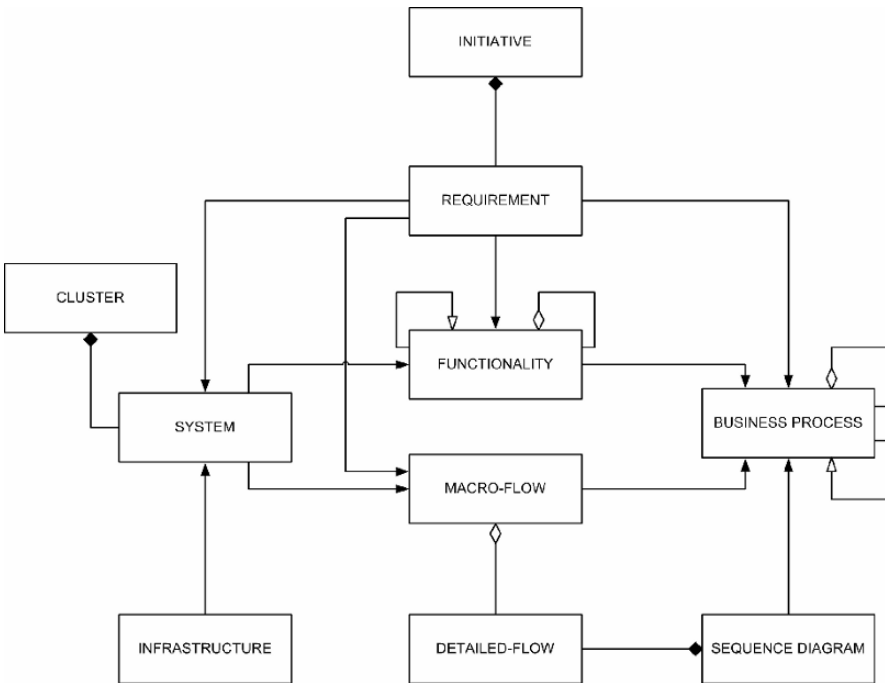 INITIATIVE
REQUIREMENT
CLUSTER
FUNCTIONALITY
SYSTEM
BUSINESS PROCESS
MACRO-FLOW
INFRASTRUCTURE
DETAILED-FLOW
SEQUENCE DIAGRAM